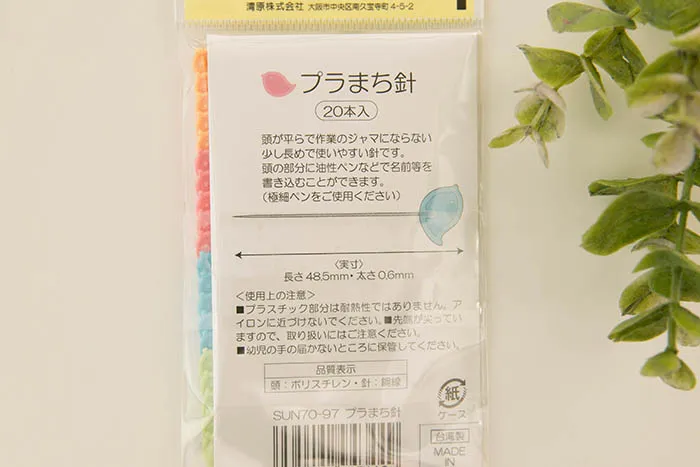 清原株式会社 大阪市中央区南久宝寺町4-5-2
プラまち針
20本入
頭が平らで作業のジャマにならない
少し長めで使いやすい針です。
頭の部分に油性ペンなどで名前等を
書き込むことができます。
(極細ペンをご使用ください)
〈実寸〉
長さ48.5mm・太さ0.6mm
＜使用上の注意＞
■プラスチック部分は耐熱性ではありません。ア
イロンに近づけないでください。■先端が尖ってい
ますので、取り扱いにはご注意ください。
■幼児の手の届かないところに保管してください。
品質表示
頭：ポリスチレン・針：鋼線
紙
ケース
SUN70-97 プラまち針
台湾製
MADE IN